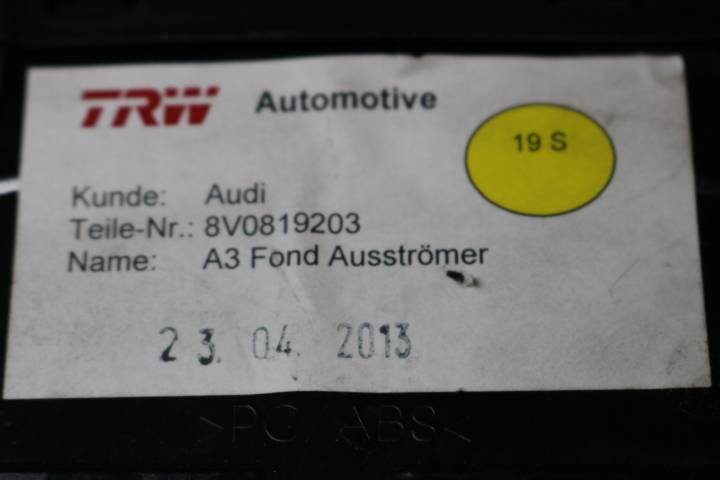 TRW Automotive
19 S
Kunde: Audi
Teile-Nr.: 8V0819203
Name: A3 Fond Ausströmer
23. 04. 2013
>PC/ABS<